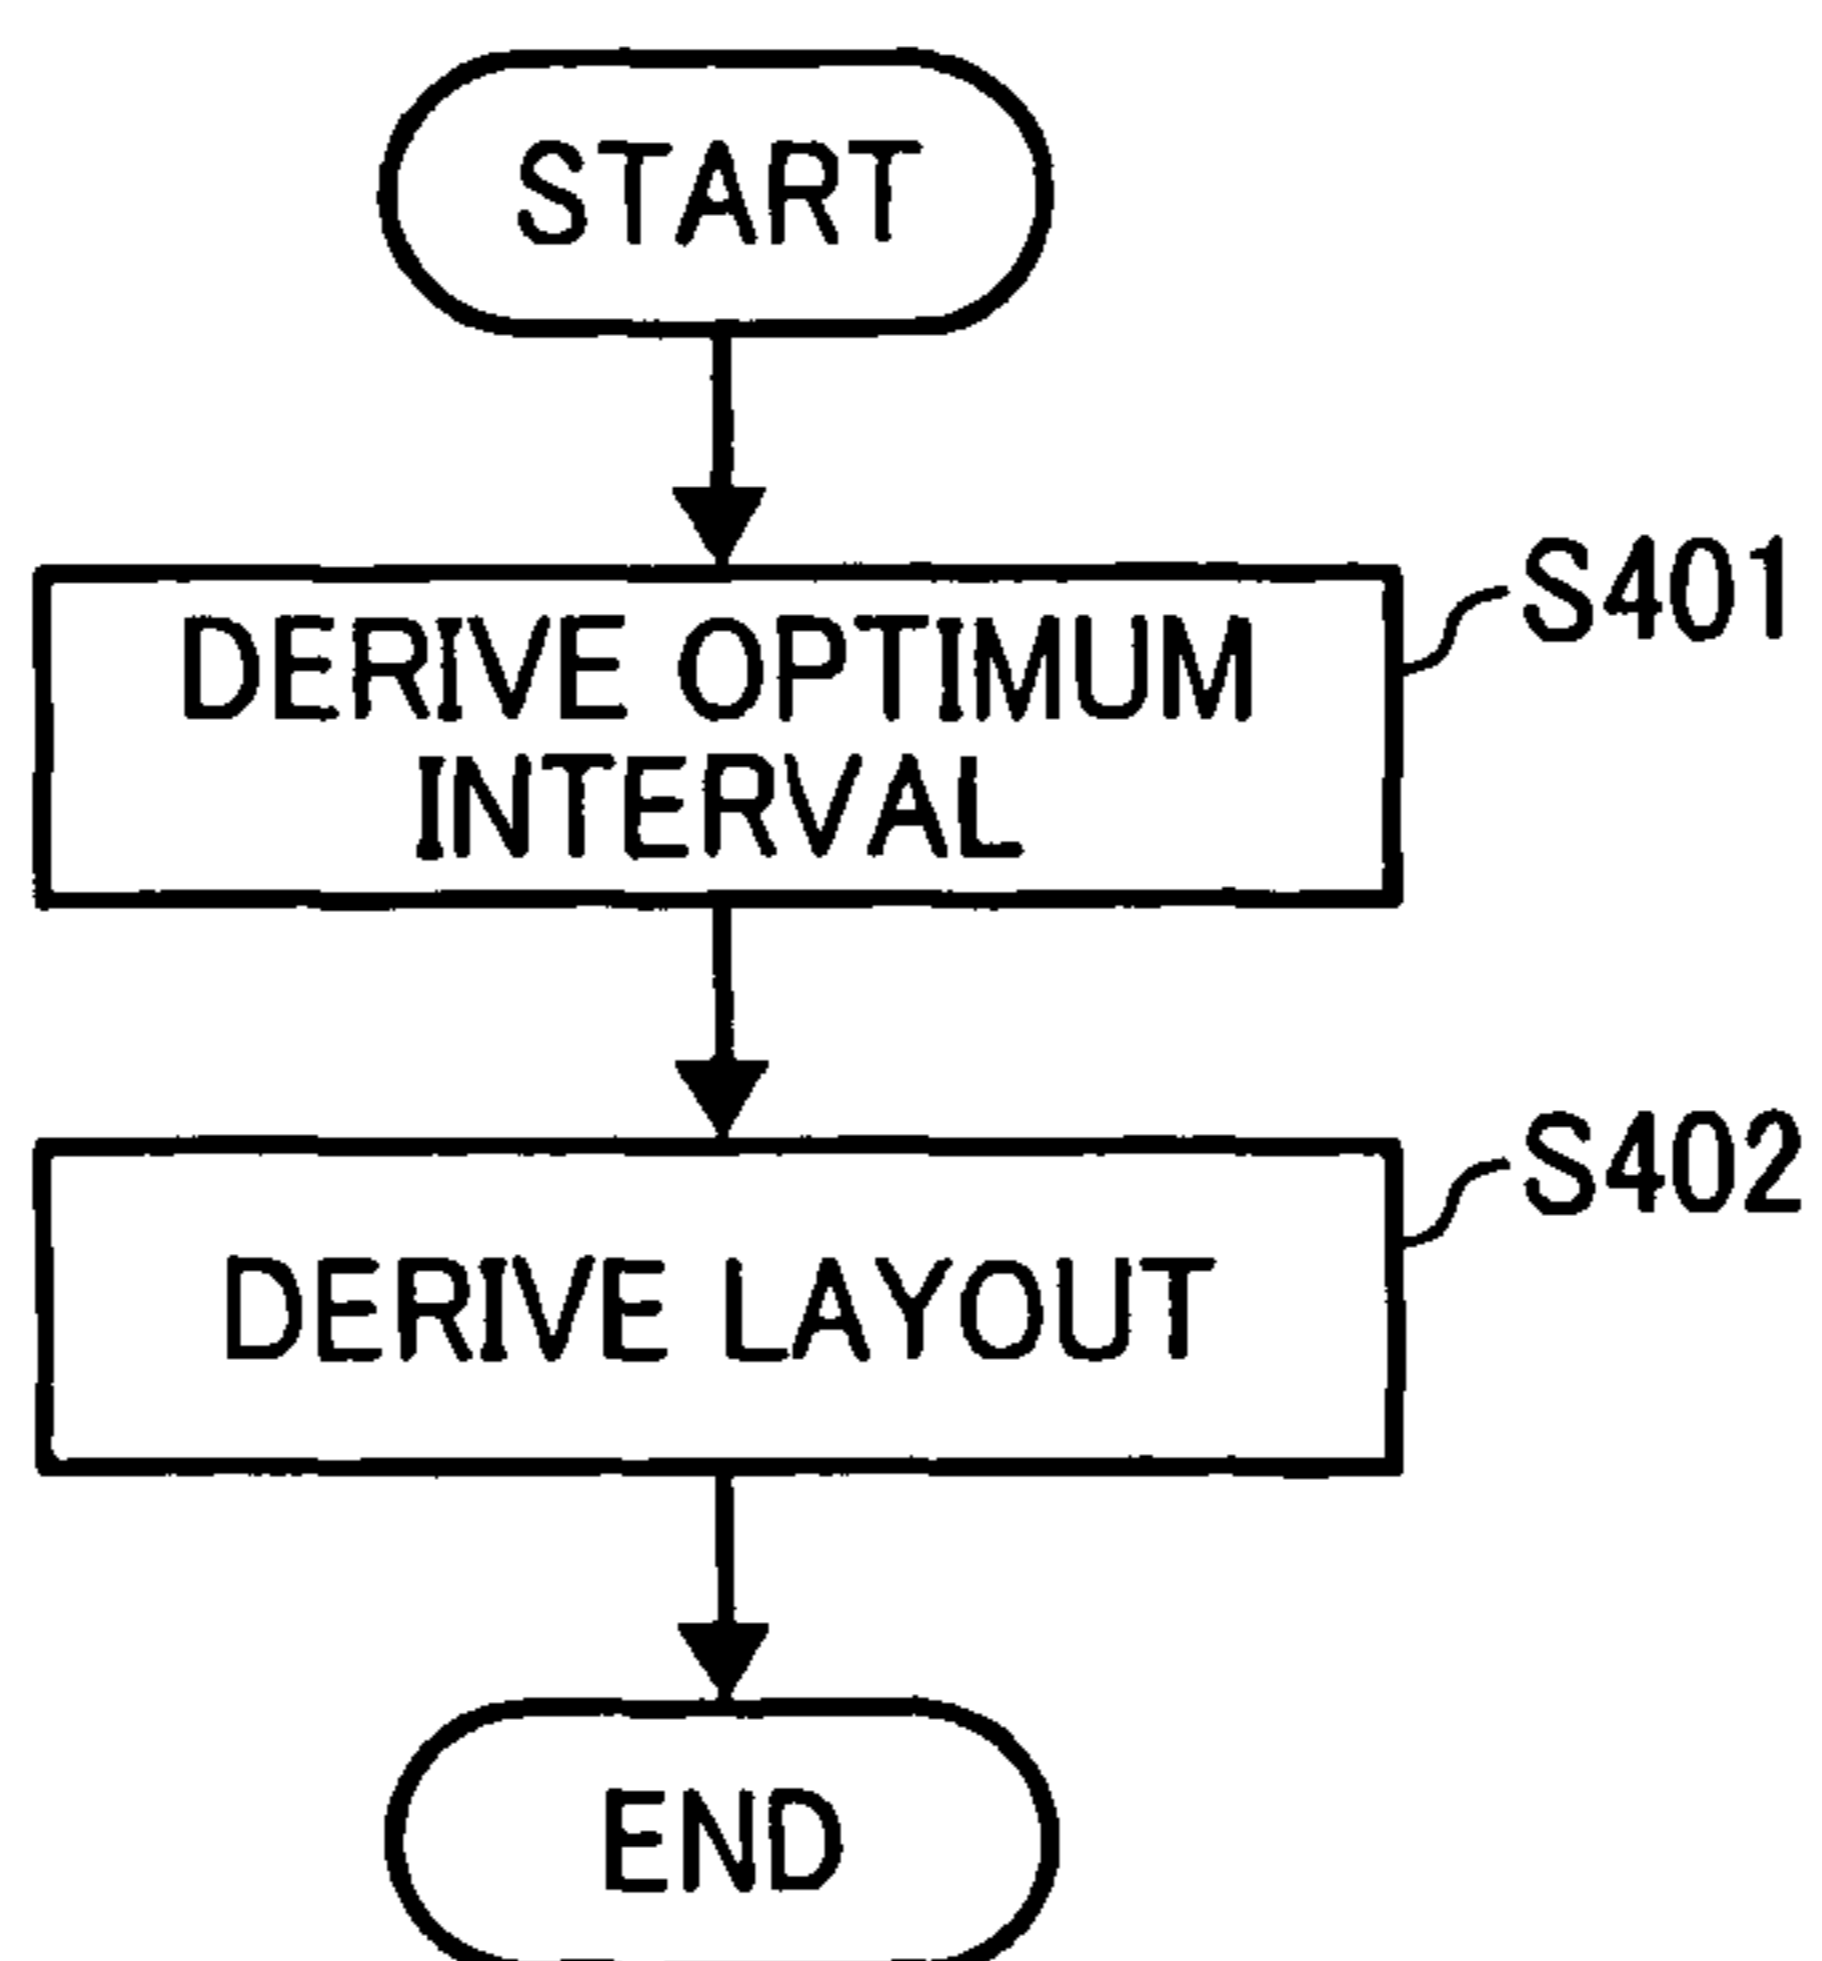 START
S401
DERIVE OPTIMUM
INTERVAL
S402
DERIVE LAYOUT
END